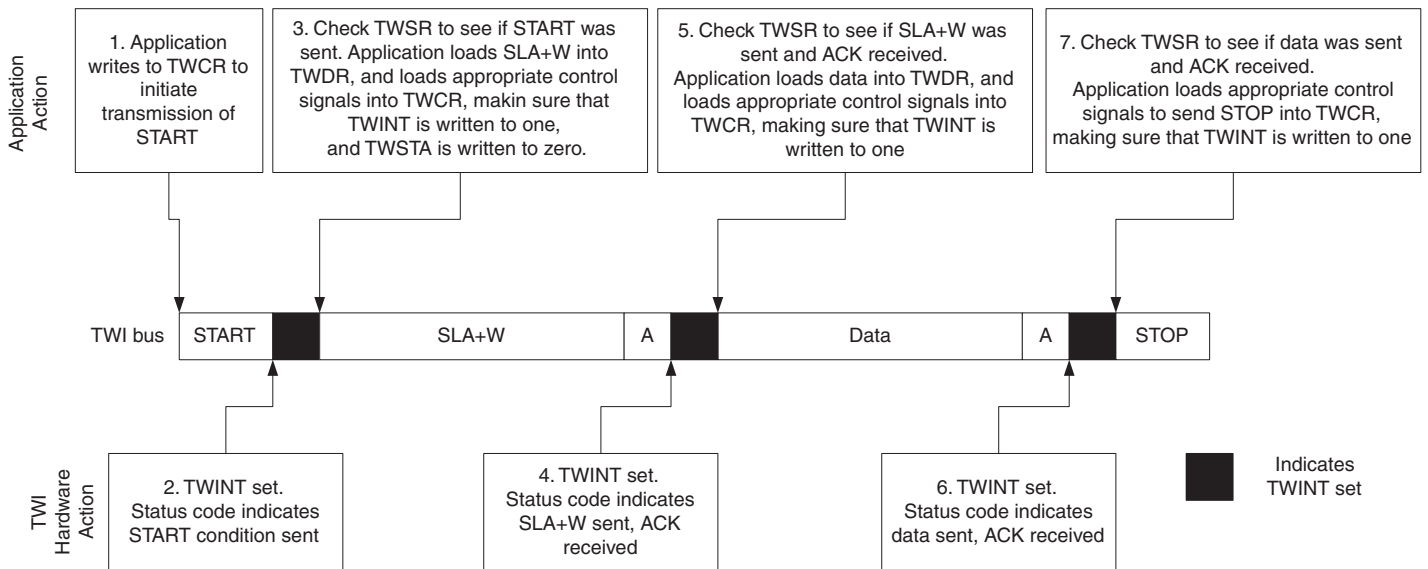 Application
Action
1. Application
writes to TWCR to
initiate
transmission of
START
3. Check TWSR to see if START was
sent. Application loads SLA+W into
TWDR, and loads appropriate control
signals into TWCR, makin sure that
TWINT is written to one,
and TWSTA is written to zero.
5. Check TWSR to see if SLA+W was
sent and ACK received.
Application loads data into TWDR, and
loads appropriate control signals into
TWCR, making sure that TWINT is
written to one
7. Check TWSR to see if data was sent
and ACK received.
Application loads appropriate control
signals to send STOP into TWCR,
making sure that TWINT is written to one
TWI bus
START
SLA+W
A
Data
A
STOP
TWI
Hardware
Action
2. TWINT set.
Status code indicates
START condition sent
4. TWINT set.
Status code indicates
SLA+W sent, ACK
received
6. TWINT set.
Status code indicates
data sent, ACK received
Indicates
TWINT set